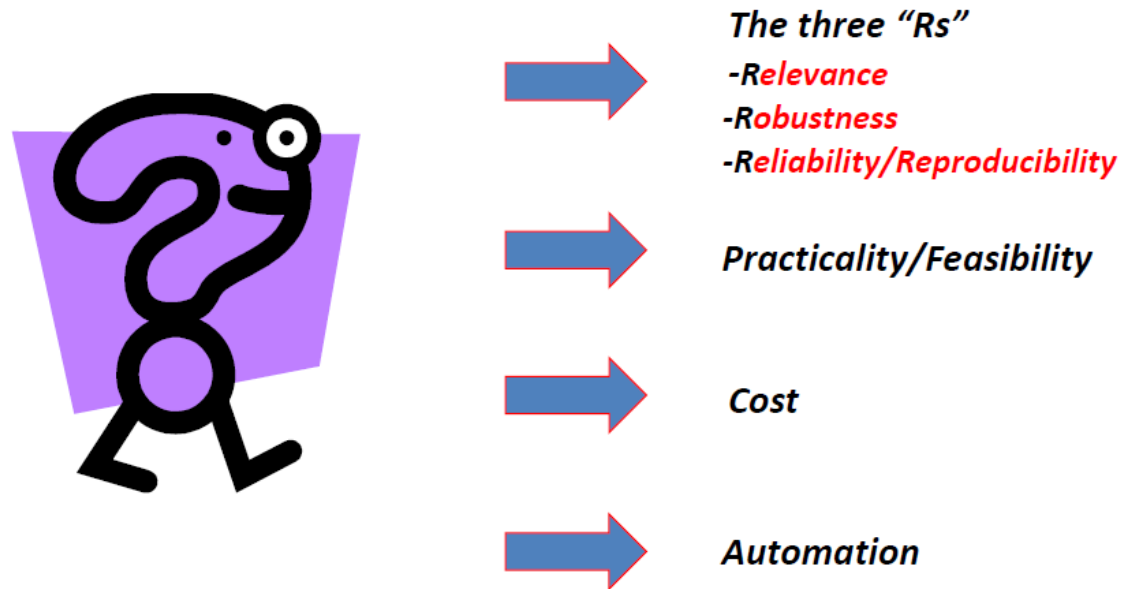 The three “Rs”
-Relevance
-Robustness
-Reliability/Reproducibility
Practicality/Feasibility
Cost
Automation